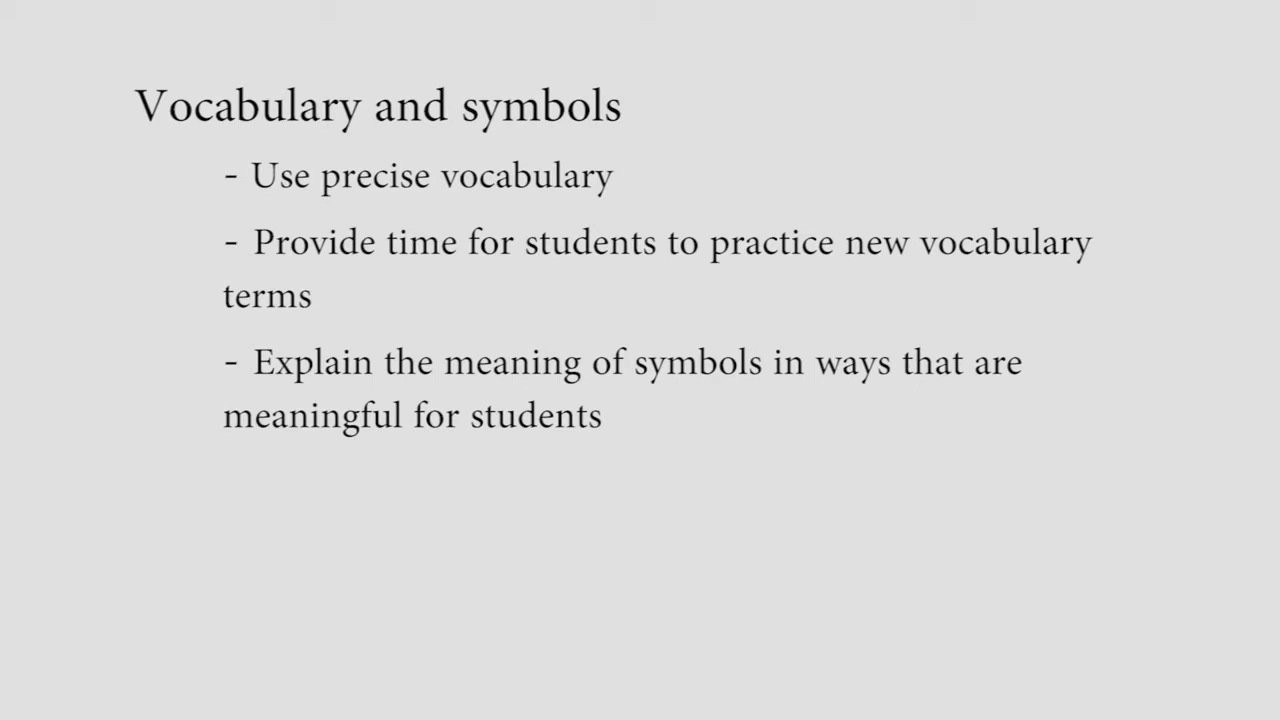 Vocabulary and symbols
- Use precise vocabulary
- Provide time for students to practice new vocabulary
terms
- Explain the meaning of symbols in ways that are
meaningful for students